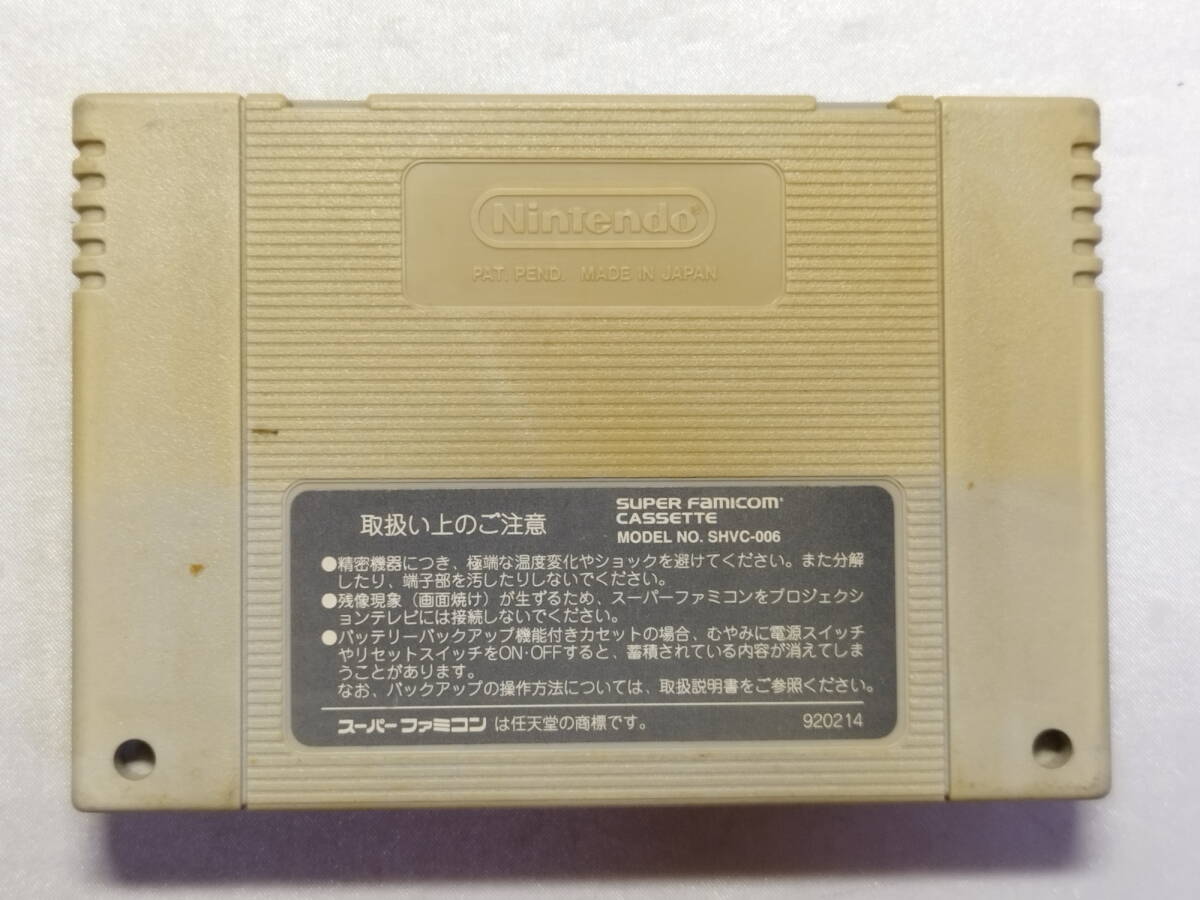 Nintendo®
PAT. PEND. MADE IN JAPAN
取扱い上のご注意
SUPER FAMICOM
CASSETTE
MODEL NO. SHVC-006
●精密機器につき、極端な温度変化やショックを避けてください。また分解
したり、端子部を汚したりしないでください。
●残像現象(画面焼け)が生ずるため、スーパーファミコンをプロジェクシ
ョンテレビには接続しないでください。
●バッテリーバックアップ機能付きカセットの場合、むやみに電源スイッチ
やリセットスイッチをON・OFFすると、蓄積されている内容が消えてしま
うことがあります。
なお、バックアップの操作方法については、取扱説明書をご参照ください。
スーパーファミコン は任天堂の商標です。
920214